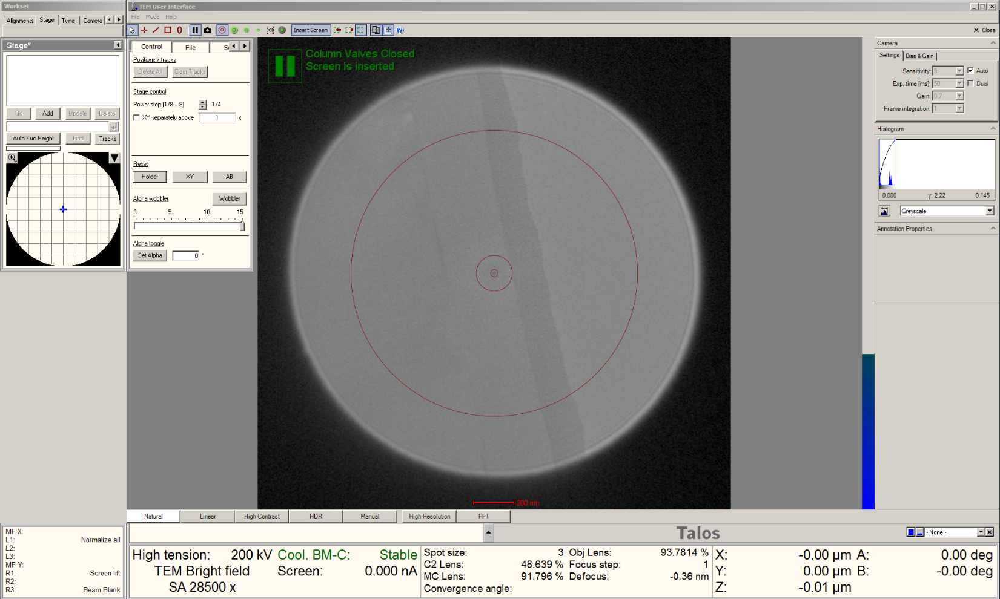 Workset
TEM User Interface
File Mode Help
Alignments Stage Tune Camera
Insert Screen
Close
Stage²
Go Add Update Delete
Auto Euc Height Find Tracks
Control File
Positions / tracks
Delete All Clear Tracks
Stage control
Power step (1/8 .. 8) 1/4
XY separately above 1 x
Reset
Holder XY AB
Alpha wobbler Wobbler
0 5 10 15
Alpha toggle
Set Alpha 0 °
Column Valves Closed
Screen is inserted
200 nm
Camera
Settings Bias & Gain
Sensitivity: 9 Auto
Exp. time [ms]: 50 Dual
Gain: 0.7
Frame integration: 1
Histogram
0.000 γ: 2.22 0.145
Greyscale
Annotation Properties
Natural Linear High Contrast HDR Manual High Resolution FFT
Talos
- None -
MF X:
L1: Normalize all
L2:
L3:
MF Y:
R1: Screen lift
R2:
R3: Beam Blank
High tension: 200 kV Cool. BM-C: Stable
TEM Bright field Screen: 0.000 nA
SA 28500 x
Spot size: 3 Obj Lens: 93.7814 %
C2 Lens: 48.639 % Focus step: 1
MC Lens: 91.796 % Defocus: -0.36 nm
Convergence angle:
X: -0.00 µm A: 0.00 deg
Y: 0.00 µm B: -0.00 deg
Z: -0.01 µm